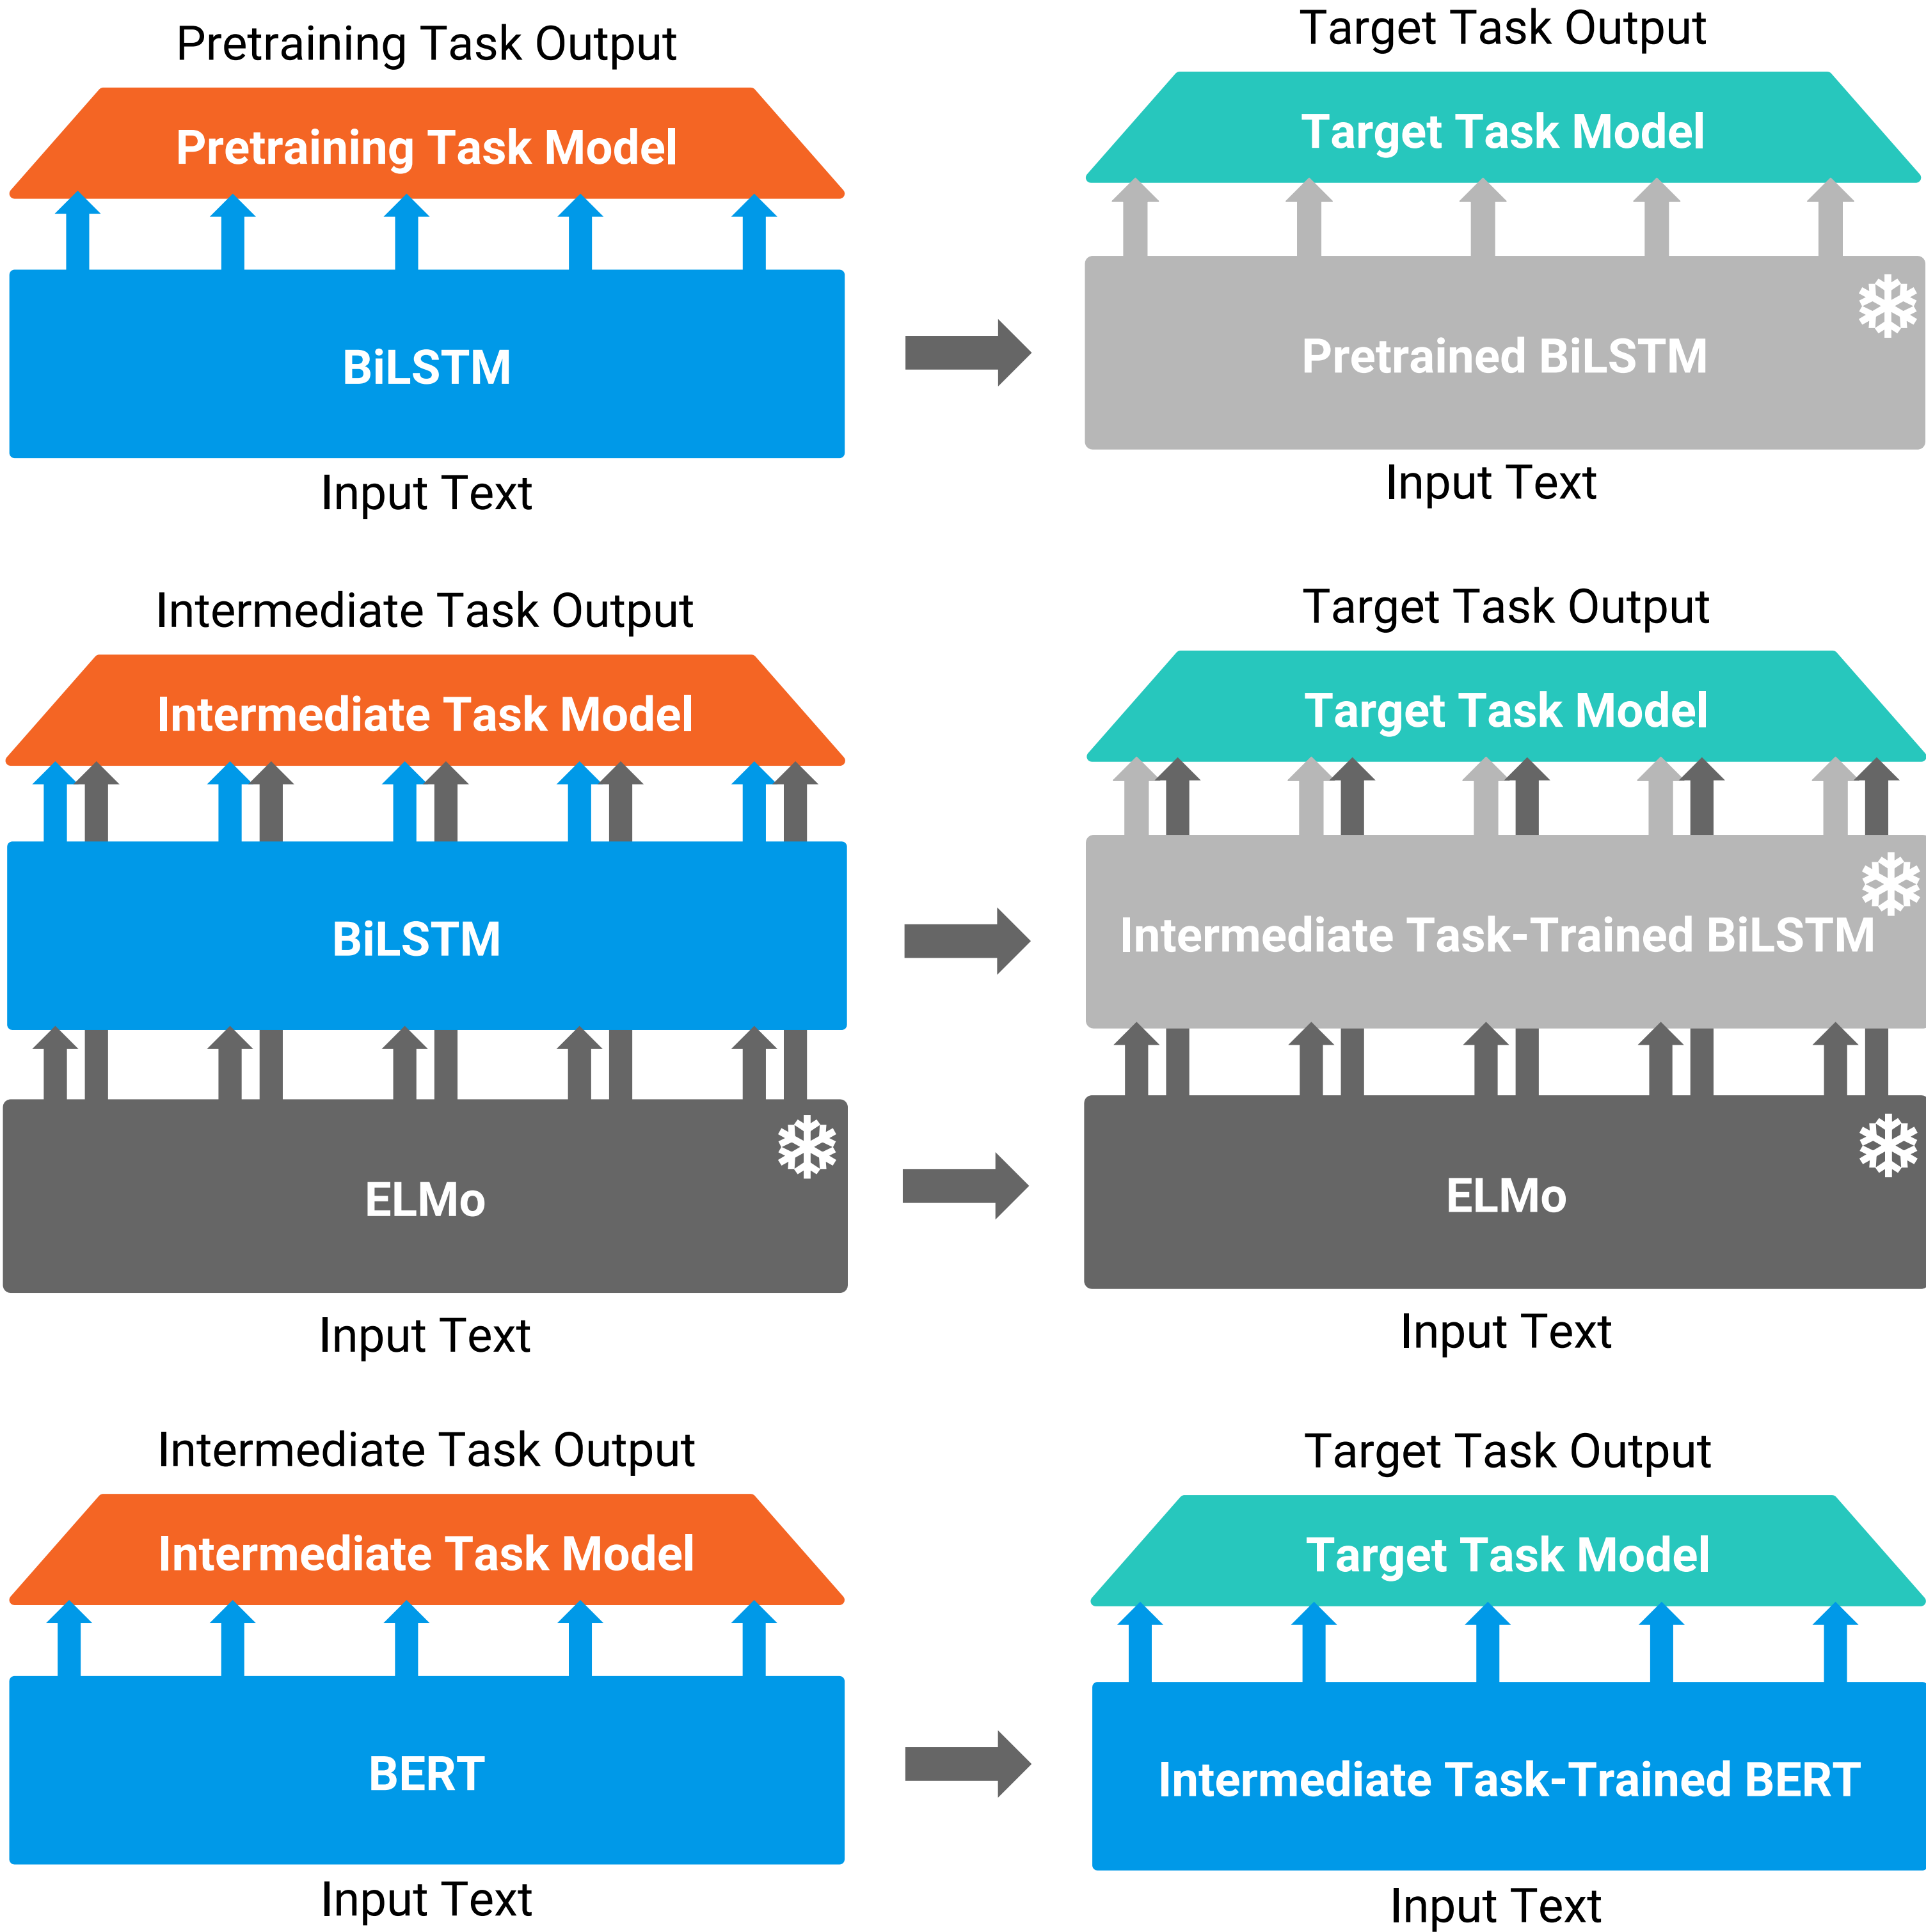 Pretraining Task Output
Pretraining Task Model
BiLSTM
Input Text
Target Task Output
Target Task Model
Pretrained BiLSTM
Input Text
Intermediate Task Output
Intermediate Task Model
BiLSTM
ELMo
Input Text
Target Task Output
Target Task Model
Intermediate Task-Trained BiLSTM
ELMo
Input Text
Intermediate Task Output
Intermediate Task Model
BERT
Input Text
Target Task Output
Target Task Model
Intermediate Task-Trained BERT
Input Text